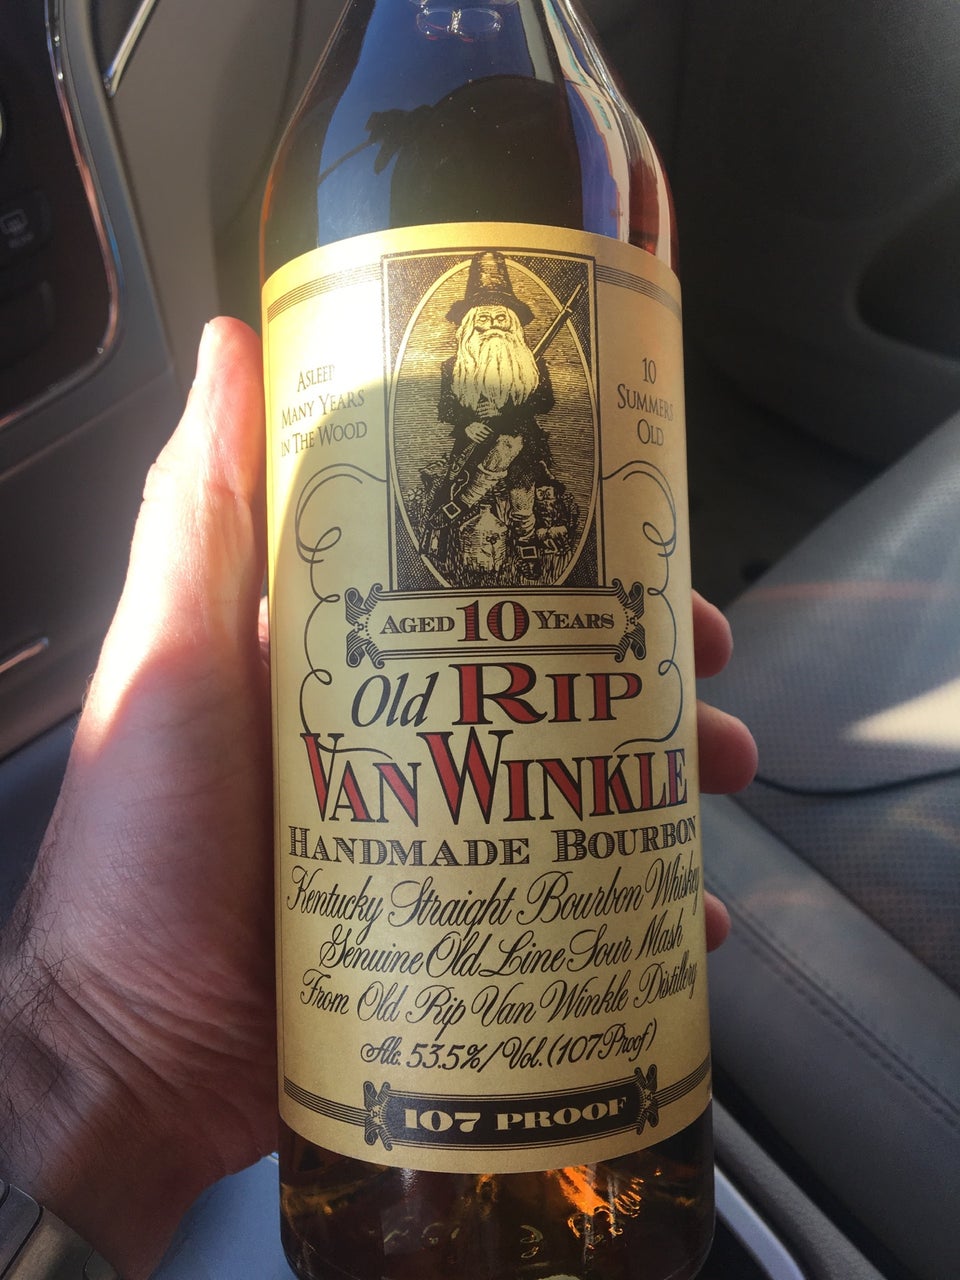 ASLEEP
MANY YEARS
IN THE WOOD
10
SUMMERS
OLD
AGED 10 YEARS
Old RIP
VAN WINKLE
HANDMADE BOURBON
Kentucky Straight Bourbon Whiskey
Genuine Old Line Sour Mash
From Old Rip Van Winkle Distillery
Alc. 53.5%/Vol. (107 Proof)
107 PROOF